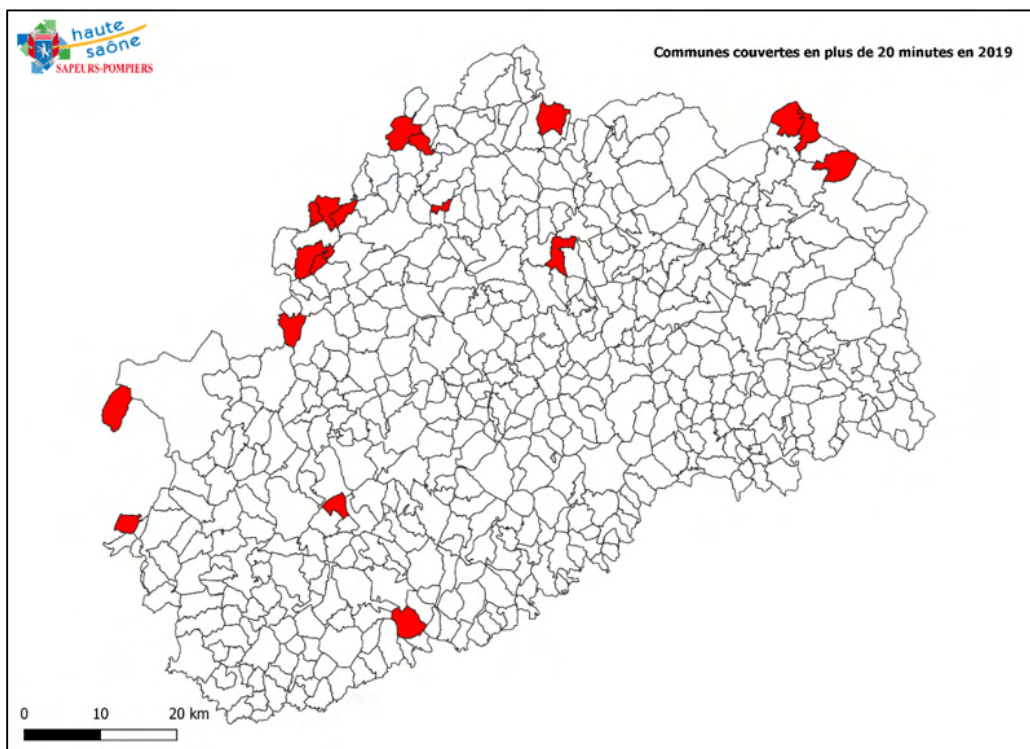 haute
saône
SAPEURS-POMPIERS
Communes couvertes en plus de 20 minutes en 2019
0 10 20 km